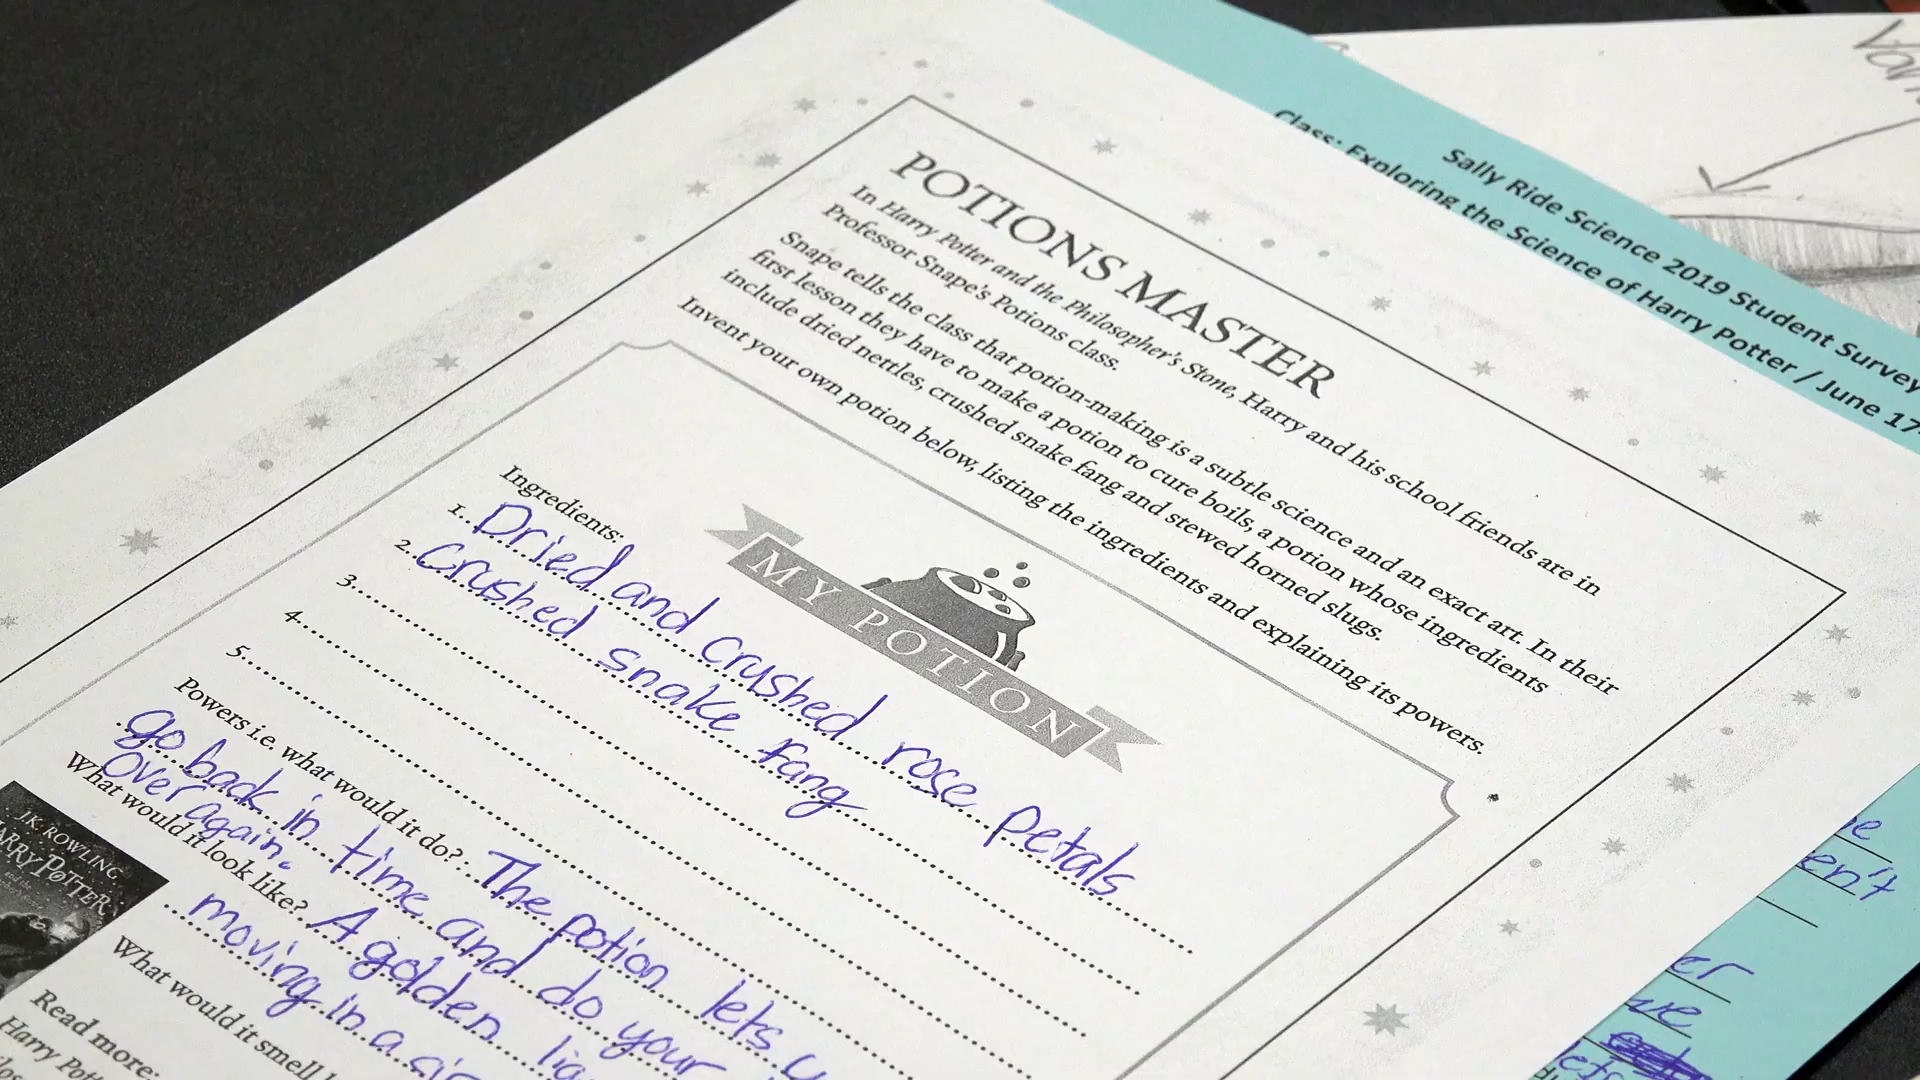 POTIONS MASTER
In Harry Potter and the Philosopher's Stone, Harry and his school friends are in
Professor Snape's Potions class.
Snape tells the class that potion-making is a subtle science and an exact art. In their
first lesson they have to make a potion to cure boils, a potion whose ingredients
include dried nettles, crushed snake fang and stewed horned slugs.
Invent your own potion below, listing the ingredients and explaining its powers.
MY POTION
Ingredients:
1. Dried and crushed rose petals
2. Crushed snake fang
3.
4.
5.
Powers i.e. what would it do? The potion lets
go back in time and do your
over again.
What would it look like? A golden
moving in a
What would it smell
J.K. ROWLING
HARRY POTTER
and the
Read more:
Harry
Sally Ride Science 2019 Student Survey
Class: Exploring the Science of Harry Potter / June 17